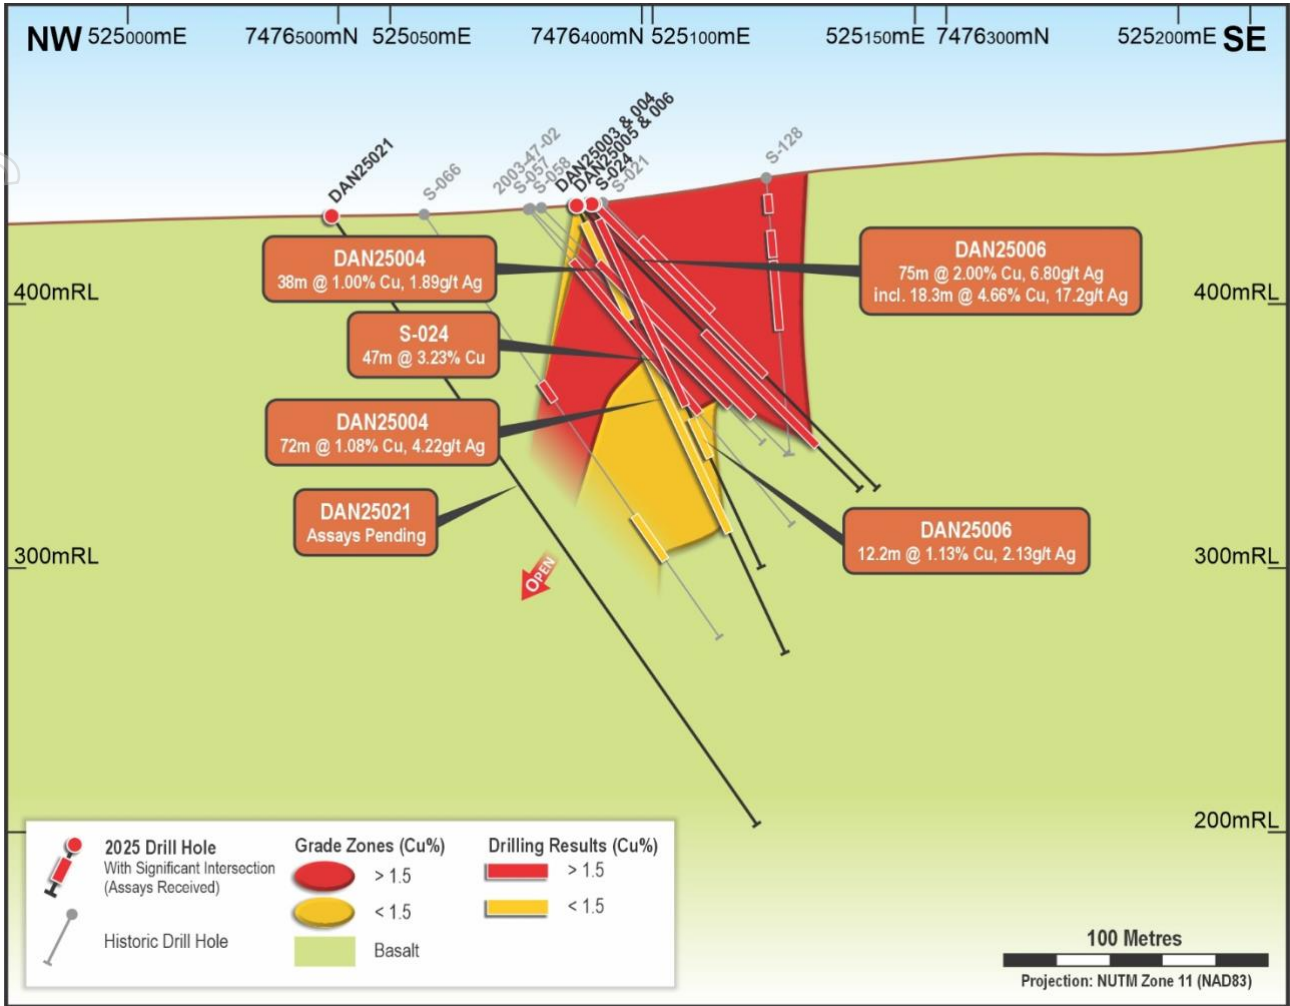 NW 525000mE 7476500mN 525050mE 7476400mN 525100mE 525150mE 7476300mN 525200mE SE
DAN25021
S-066
2003-47-02
S-057
S-058
DAN25003 & 004
DAN25005 & 006
S-024
S-021
S-128
DAN25004
38m @ 1.00% Cu, 1.89g/t Ag
DAN25006
75m @ 2.00% Cu, 6.80g/t Ag
incl. 18.3m @ 4.66% Cu, 17.2g/t Ag
400mRL
400mRL
S-024
47m @ 3.23% Cu
DAN25004
72m @ 1.08% Cu, 4.22g/t Ag
DAN25021
Assays Pending
DAN25006
12.2m @ 1.13% Cu, 2.13g/t Ag
300mRL
300mRL
OPEN
200mRL
2025 Drill Hole
With Significant Intersection
(Assays Received)
Historic Drill Hole
Grade Zones (Cu%)
> 1.5
< 1.5
Basalt
Drilling Results (Cu%)
> 1.5
< 1.5
100 Metres
Projection: NUTM Zone 11 (NAD83)